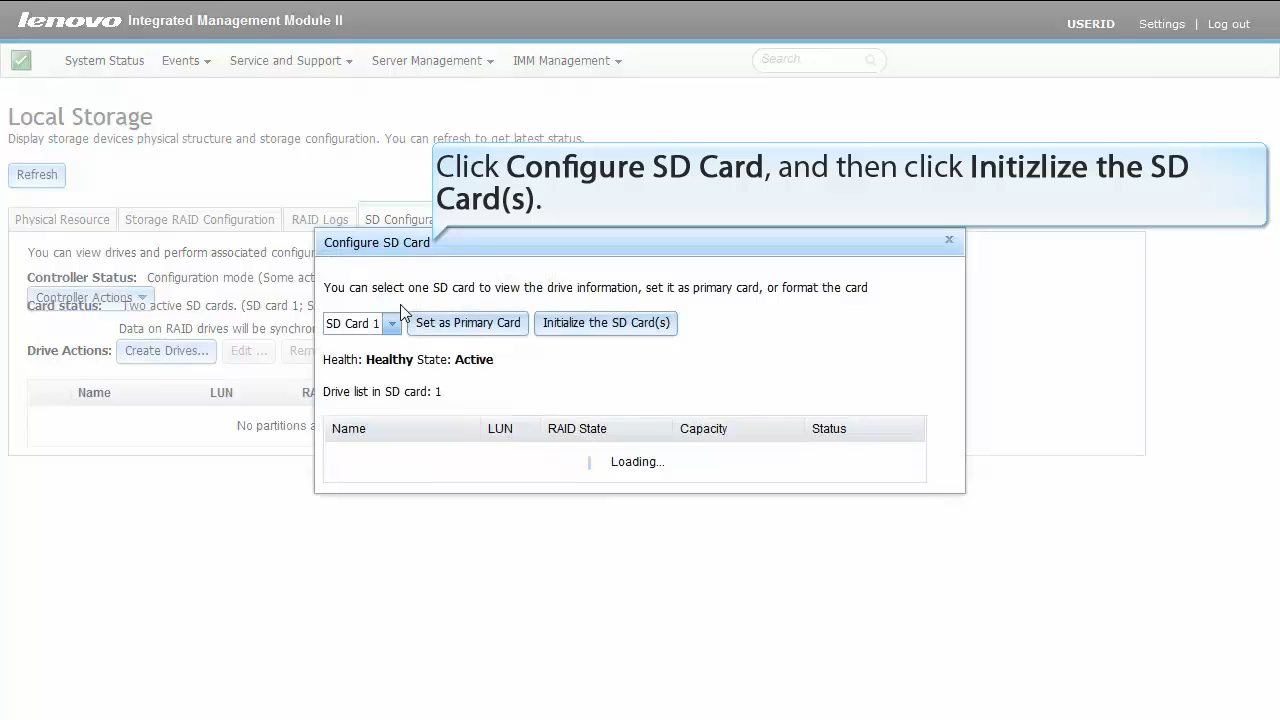 lenovo Integrated Management Module II
USERID Settings | Log out
System Status Events Service and Support Server Management IMM Management Search
Local Storage
Display storage devices physical structure and storage configuration. You can refresh to get latest status.
Refresh
Click Configure SD Card, and then click Initizlize the SD
Card(s).
Physical Resource Storage RAID Configuration RAID Logs SD Configura
Configure SD Card x
You can view drives and perform associated configur
Controller Status: Configuration mode (Some act
Controller Actions
Card status: Two active SD cards. (SD card 1; S
Data on RAID drives will be synchron
Drive Actions: Create Drives... Edit ... Rem
Name LUN RA
No partitions a
You can select one SD card to view the drive information, set it as primary card, or format the card
SD Card 1 Set as Primary Card Initialize the SD Card(s)
Health: Healthy State: Active
Drive list in SD card: 1
Name LUN RAID State Capacity Status
Loading...